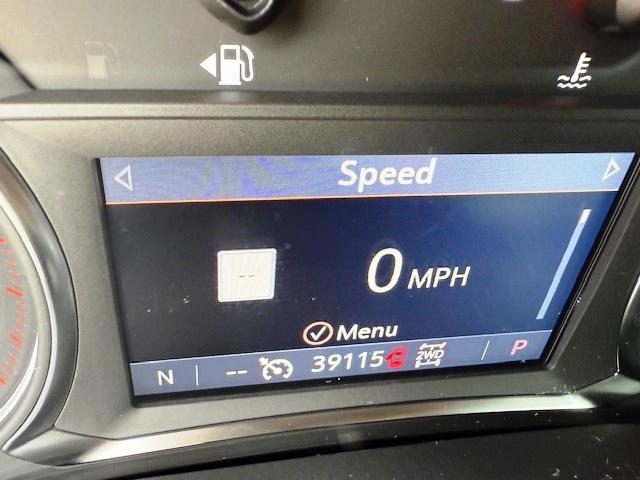 Speed
--
0 MPH
Menu
N -- 39115 2WD P